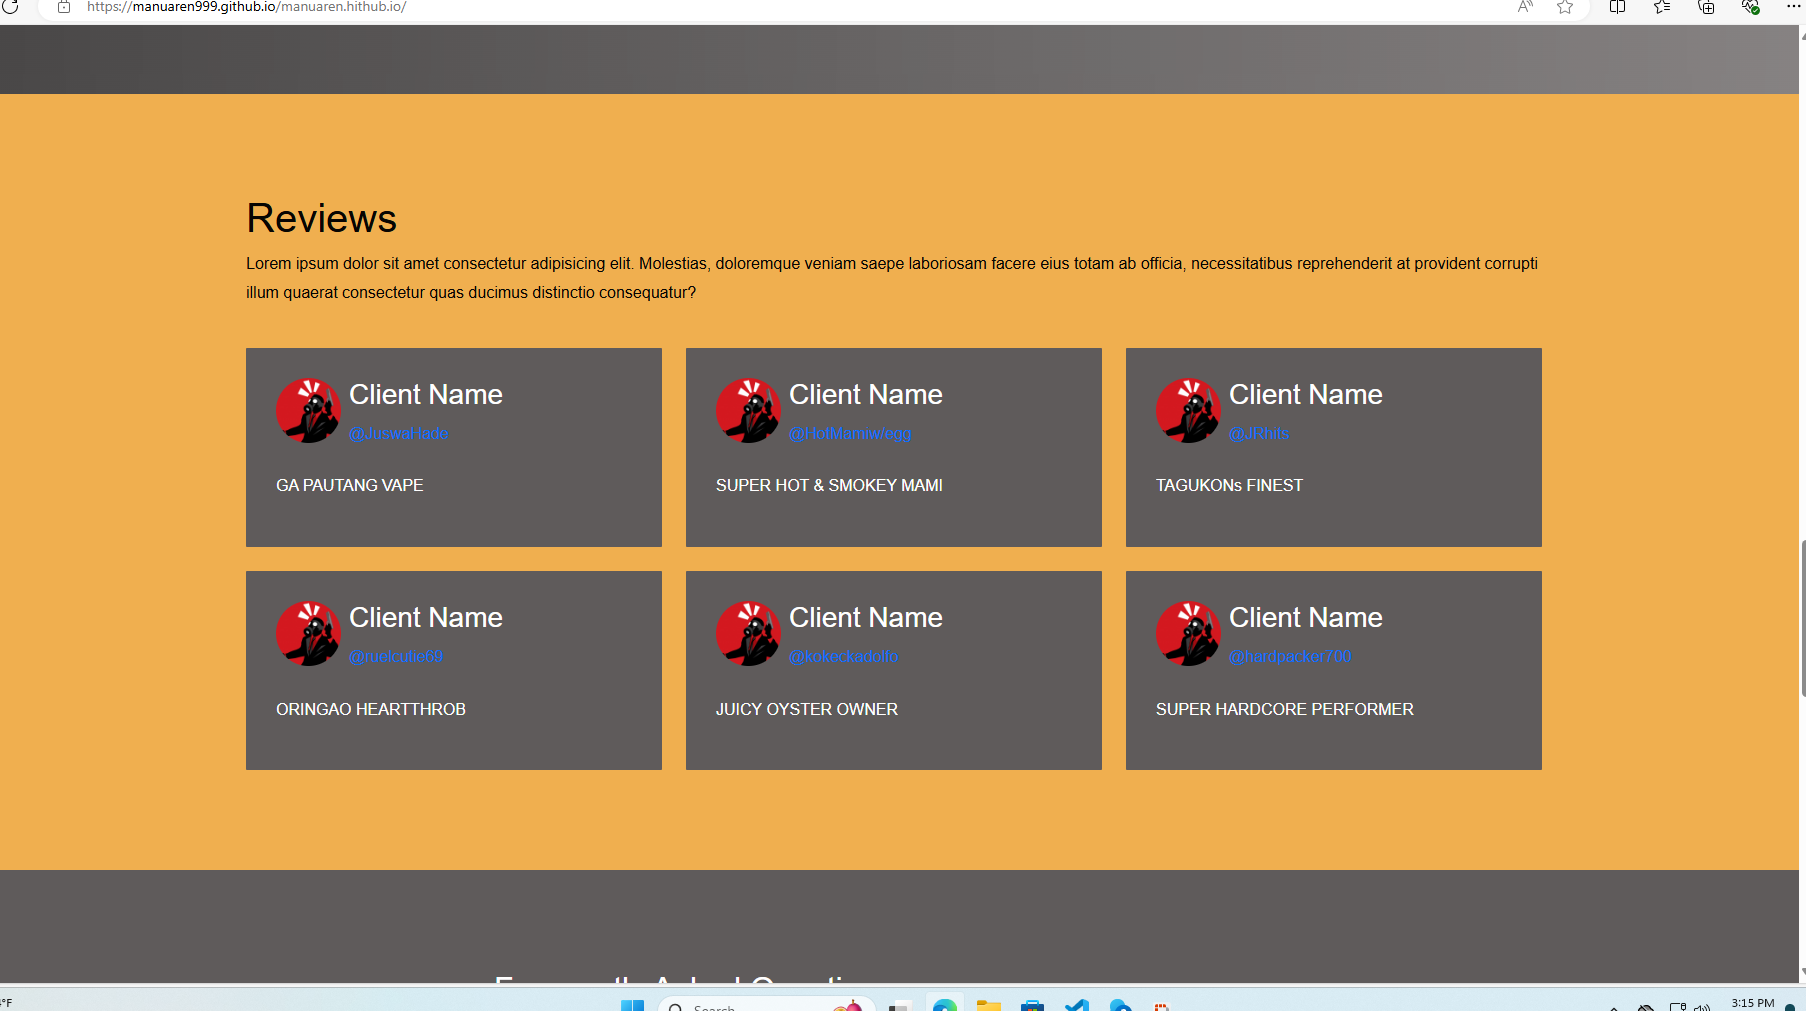 https://manuaren999.github.io/manuaren.hithub.io/
Reviews
Lorem ipsum dolor sit amet consectetur adipisicing elit. Molestias, doloremque veniam saepe laboriosam facere eius totam ab officia, necessitatibus reprehenderit at provident corrupti
illum quaerat consectetur quas ducimus distinctio consequatur?
Client Name
@JuswaHade
GA PAUTANG VAPE
Client Name
@HotMamiw/egg
SUPER HOT & SMOKEY MAMI
Client Name
@JRhits
TAGUKONs FINEST
Client Name
@ruelcutie69
ORINGAO HEARTTHROB
Client Name
@kokeckadolfo
JUICY OYSTER OWNER
Client Name
@hardpacker700
SUPER HARDCORE PERFORMER
°F
Search
3:15 PM